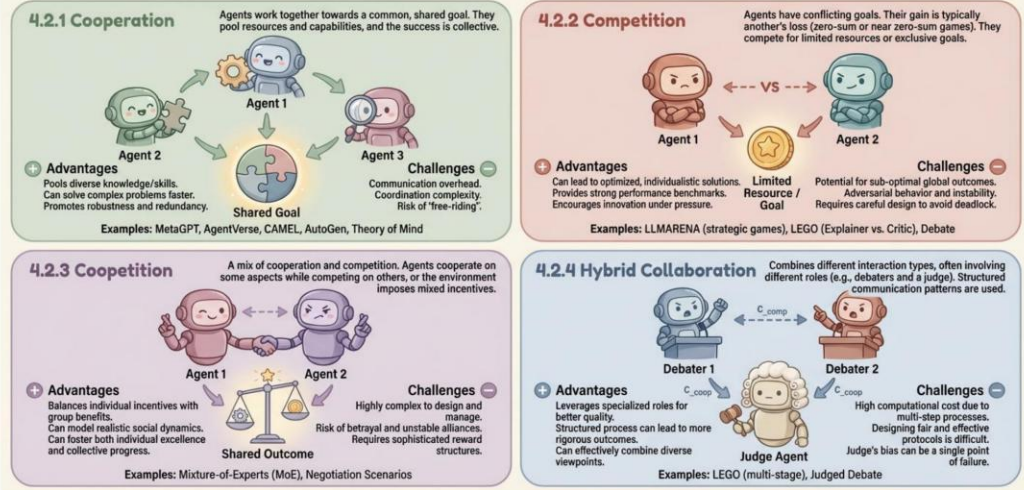 4.2.1 Cooperation
Agents work together towards a common, shared goal. They
pool resources and capabilities, and the success is collective.
Agent 1
Agent 2
Agent 3
Advantages
Pools diverse knowledge/skills.
Can solve complex problems faster.
Promotes robustness and redundancy.
Shared Goal
Challenges
Communication overhead.
Coordination complexity.
Risk of "free-riding".
Examples: MetaGPT, AgentVerse, CAMEL, AutoGen, Theory of Mind
4.2.2 Competition
Agents have conflicting goals. Their gain is typically
another's loss (zero-sum or near zero-sum games). They
compete for limited resources or exclusive goals.
VS
Agent 1
Agent 2
Advantages
Can lead to optimized, individualistic solutions.
Provides strong performance benchmarks.
Encourages innovation under pressure.
Limited
Resource /
Goal
Challenges
Potential for sub-optimal global outcomes.
Adversarial behavior and instability.
Requires careful design to avoid deadlock.
Examples: LLMARENA (strategic games), LEGO (Explainer vs. Critic), Debate
4.2.3 Coopetition
A mix of cooperation and competition. Agents cooperate on
some aspects while competing on others, or the environment
imposes mixed incentives.
Agent 1
Agent 2
Advantages
Balances individual incentives with
group benefits.
Can model realistic social dynamics.
Can foster both individual excellence
and collective progress.
Shared Outcome
Challenges
Highly complex to design and
manage.
Risk of betrayal and unstable alliances.
Requires sophisticated reward
structures.
Examples: Mixture-of-Experts (MoE), Negotiation Scenarios
4.2.4 Hybrid Collaboration
Combines different interaction types, often involving
different roles (e.g., debaters and a judge). Structured
communication patterns are used.
C_comp
Debater 1
Debater 2
C_coop
C_coop
Advantages
Leverages specialized roles for
better quality.
Structured process can lead to more
rigorous outcomes.
Can effectively combine diverse
viewpoints.
Judge Agent
Challenges
High computational cost due to
multi-step processes.
Designing fair and effective
protocols is difficult.
Judge's bias can be a single point
of failure.
Examples: LEGO (multi-stage), Judged Debate